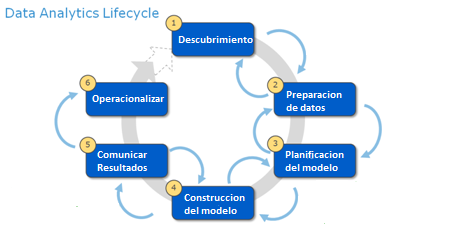 Data Analytics Lifecycle
1
Descubrimiento
2
Preparacion
de datos
3
Planificacion
del modelo
4
Construccion
del modelo
5
Comunicar
Resultados
6
Operacionalizar